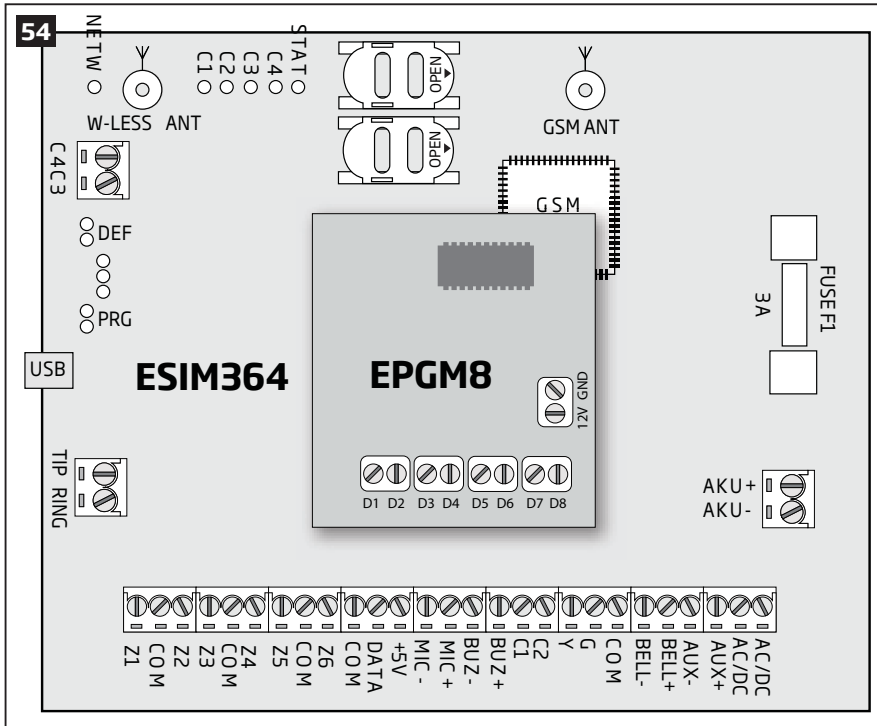 54
NETW
C1
C2
C3
C4
STAT
OPEN
OPEN
W-LESS ANT
GSM ANT
C4 C3
DEF
PRG
GSM
FUSE F1
3A
USB
ESIM364
EPGM8
12V GND
D1 D2 D3 D4 D5 D6 D7 D8
TIP RING
AKU+
AKU-
Z1
COM
Z2
Z3
COM
Z4
Z5
COM
Z6
COM
DATA
+5V
MIC -
MIC +
BUZ -
BUZ +
C1
C2
Y
G
COM
BELL-
BELL+
AUX-
AUX+
AC/DC
AC/DC